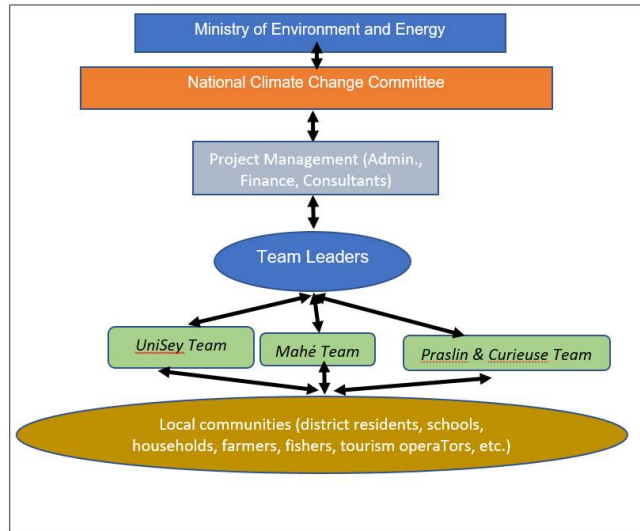 Ministry of Environment and Energy
National Climate Change Committee
Project Management (Admin.,
Finance, Consultants)
Team Leaders
UniSey Team
Mahé Team
Praslin & Curieuse Team
Local communities (district residents, schools,
households, farmers, fishers, tourism operaTors, etc.)